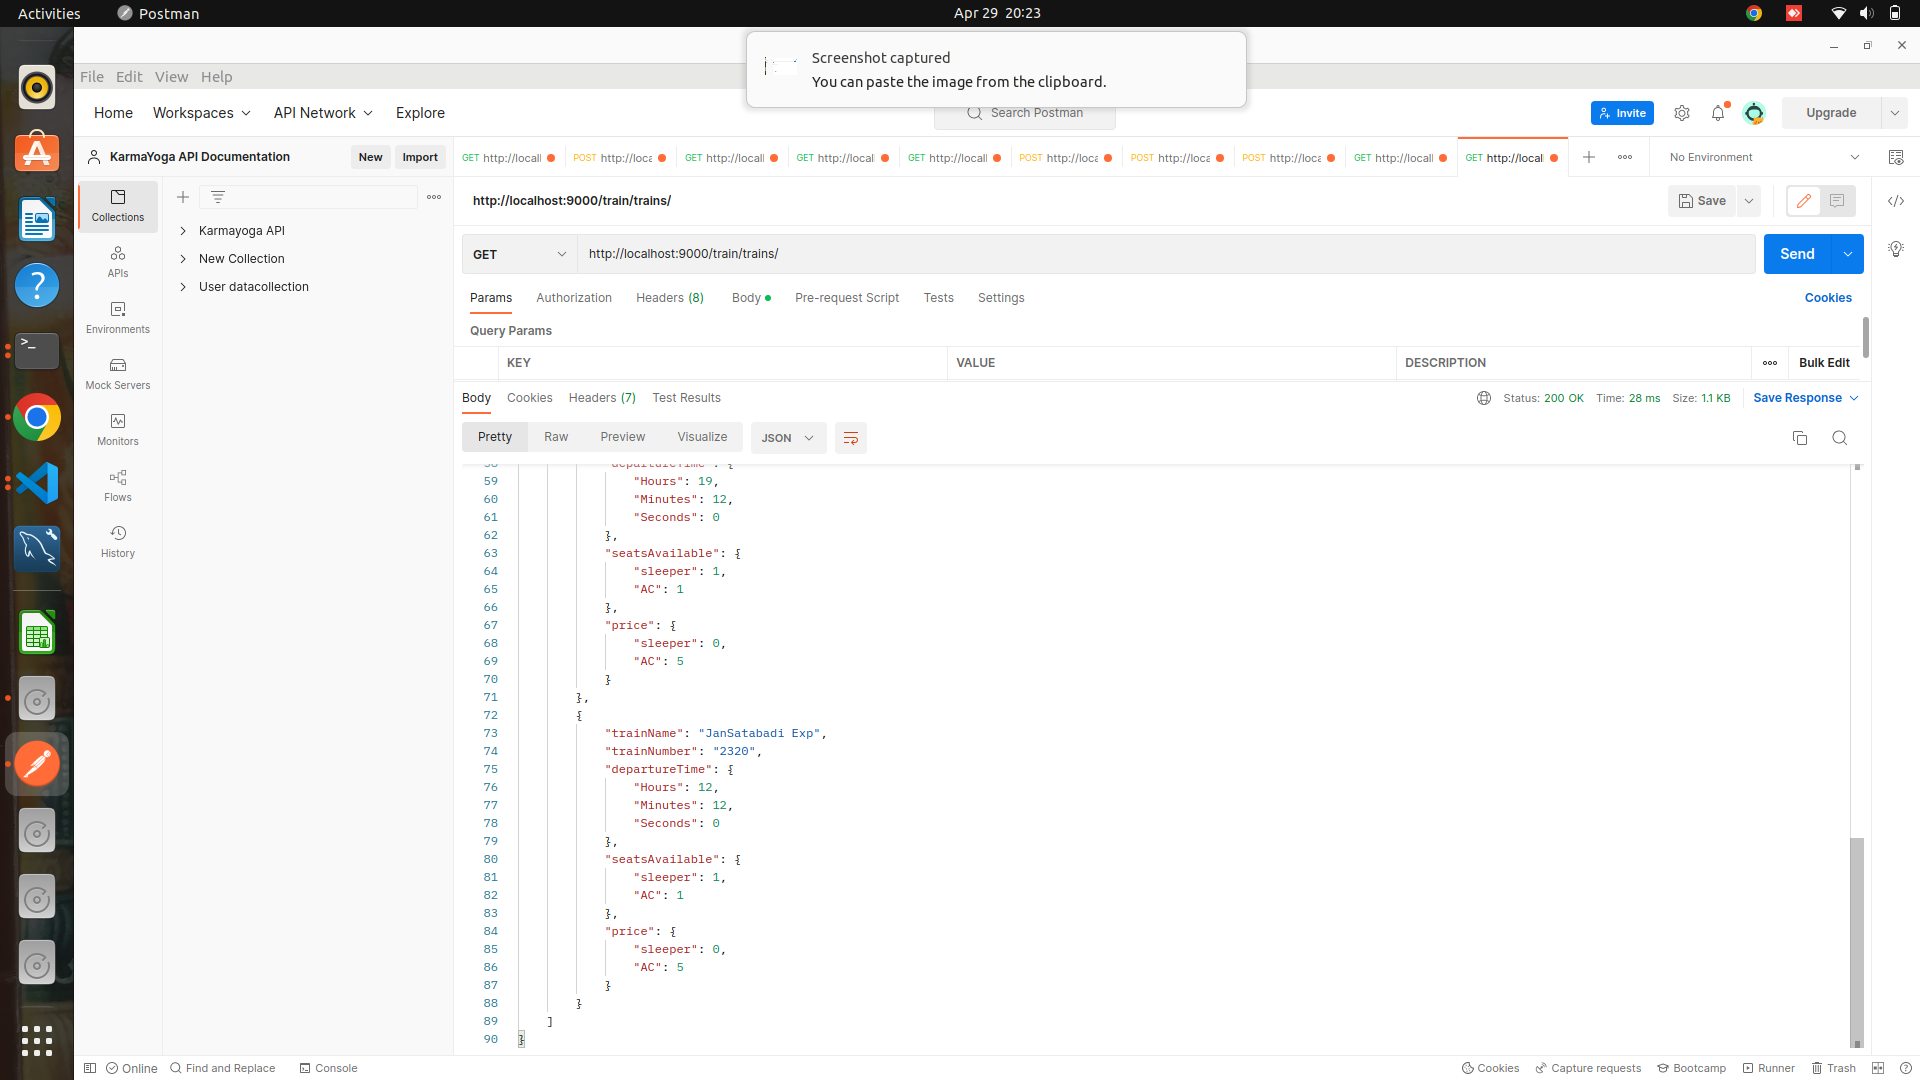 Activities
Postman
Apr 29 20:23
Screenshot captured
You can paste the image from the clipboard.
File Edit View Help
Home Workspaces API Network Explore
Search Postman
Invite
Upgrade
KarmaYoga API Documentation
New Import
GET http://locall
POST http://loca
GET http://locall
GET http://locall
GET http://locall
POST http://loca
POST http://loca
POST http://loca
GET http://locall
GET http://locall
No Environment
Collections
APIs
Environments
Mock Servers
Monitors
Flows
History
Karmayoga API
New Collection
User datacollection
http://localhost:9000/train/trains/
Save
GET http://localhost:9000/train/trains/
Send
Params Authorization Headers (8) Body Pre-request Script Tests Settings
Cookies
Query Params
KEY VALUE DESCRIPTION Bulk Edit
Body Cookies Headers (7) Test Results
Status: 200 OK Time: 28 ms Size: 1.1 KB Save Response
Pretty Raw Preview Visualize JSON
58 "departureTime": {
59 "Hours": 19,
60 "Minutes": 12,
61 "Seconds": 0
62 },
63 "seatsAvailable": {
64 "sleeper": 1,
65 "AC": 1
66 },
67 "price": {
68 "sleeper": 0,
69 "AC": 5
70 }
71 },
72 {
73 "trainName": "JanSatabadi Exp",
74 "trainNumber": "2320",
75 "departureTime": {
76 "Hours": 12,
77 "Minutes": 12,
78 "Seconds": 0
79 },
80 "seatsAvailable": {
81 "sleeper": 1,
82 "AC": 1
83 },
84 "price": {
85 "sleeper": 0,
86 "AC": 5
87 }
88 }
89 ]
90 }
Online Find and Replace Console
Cookies Capture requests Bootcamp Runner Trash